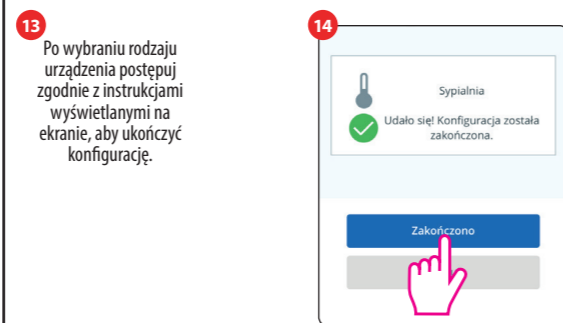 13
Po wybraniu rodzaju
urządzenia postępuj
zgodnie z instrukcjami
wyświetlanymi na
ekranie, aby ukończyć
konfigurację.
14
Sypialnia
Udało się! Konfiguracja została
zakończona.
Zakończono